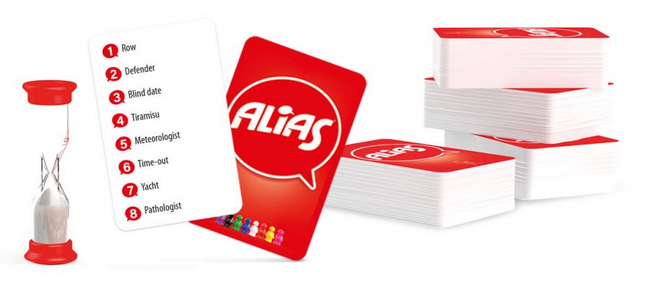 1 Row
2 Defender
3 Blind date
4 Tiramisu
5 Meteorologist
6 Time-out
7 Yacht
8 Pathologist
ALiAS
ALiAS
ALiAS